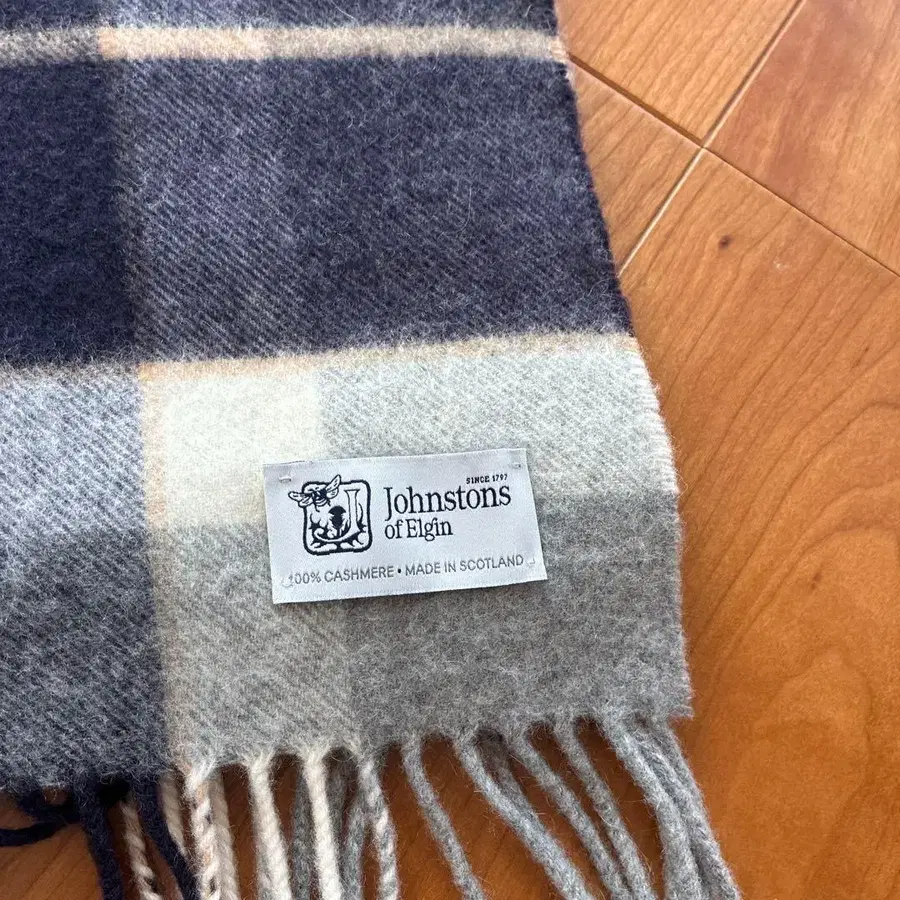 SINCE 1797
Johnstons
of Elgin
100% CASHMERE • MADE IN SCOTLAND